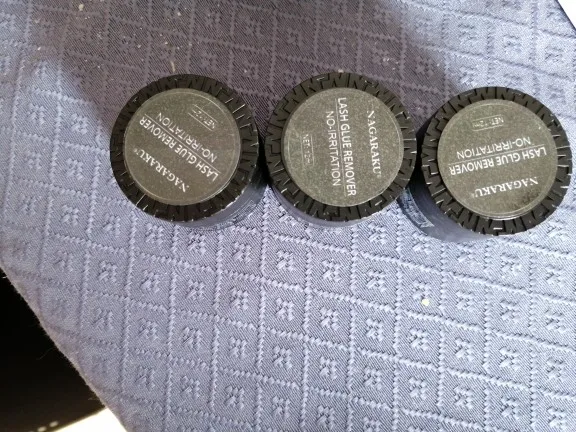 NAGARAKU
LASH GLUE REMOVER
NO-IRRITATION
NAGARAKU
LASH GLUE REMOVER
NO-IRRITATION
NAGARAKU
LASH GLUE REMOVER
NO-IRRITATION